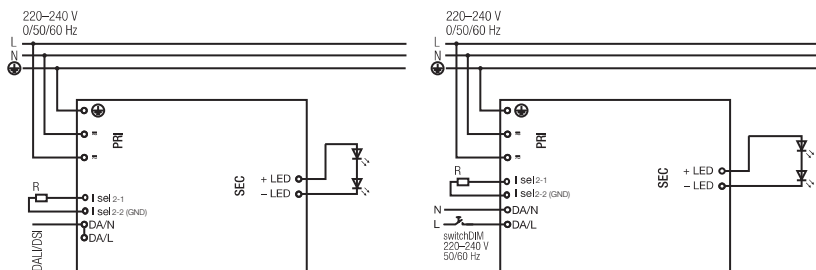 220–240 V
0/50/60 Hz
L
N
PRI
SEC
+ LED
– LED
R
I sel 2-1
I sel 2-2 (GND)
DA/N
DA/L
DALI/DSI
220–240 V
0/50/60 Hz
L
N
PRI
SEC
+ LED
– LED
R
I sel 2-1
I sel 2-2 (GND)
N
DA/N
L
DA/L
switchDIM
220–240 V
50/60 Hz